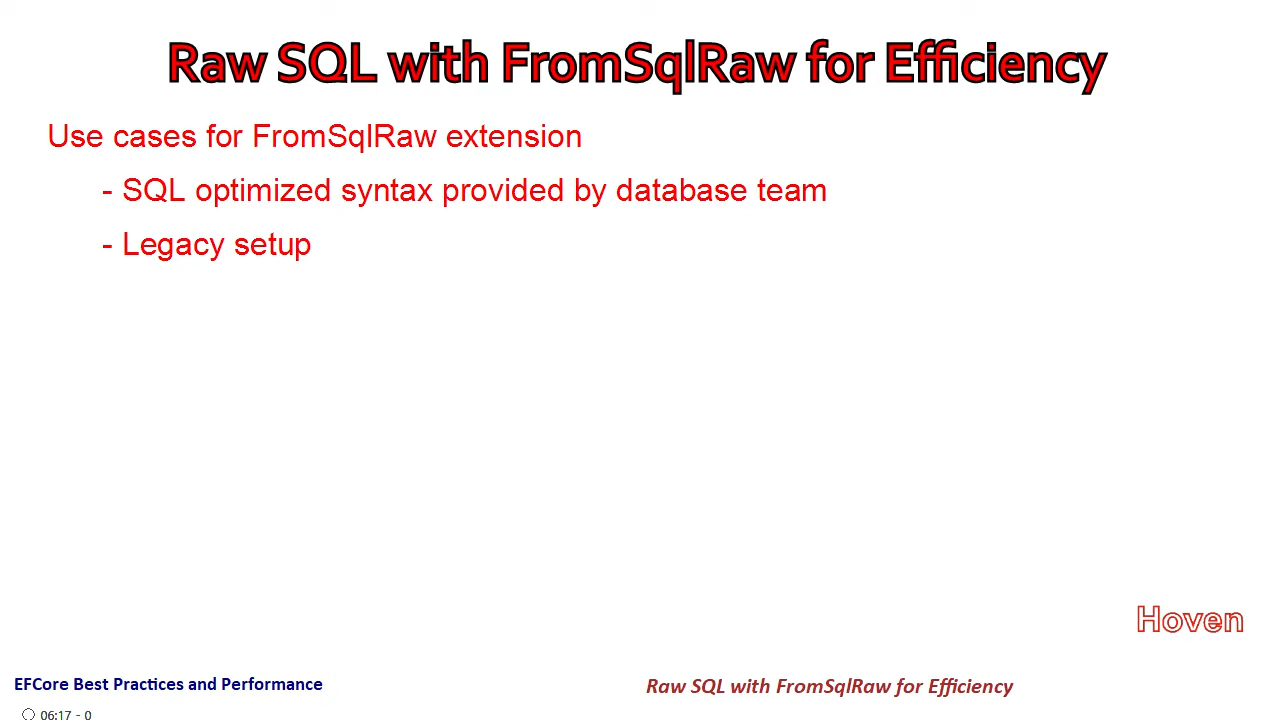 Raw SQL with FromSqlRaw for Efficiency
Use cases for FromSqlRaw extension
- SQL optimized syntax provided by database team
- Legacy setup
Hoven
EFCore Best Practices and Performance
Raw SQL with FromSqlRaw for Efficiency
06:17 - 0